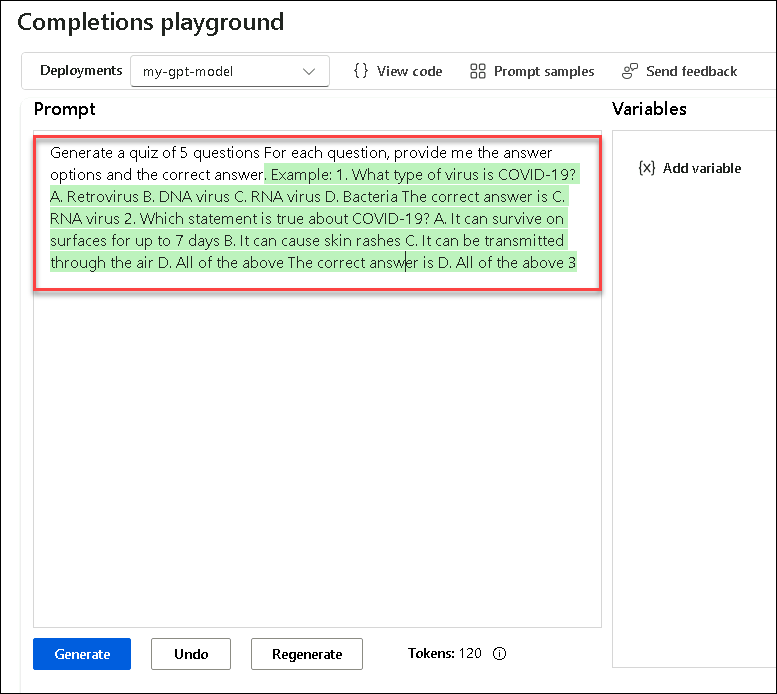 Completions playground
Deployments my-gpt-model {} View code Prompt samples Send feedback
Prompt
Variables
Generate a quiz of 5 questions For each question, provide me the answer
options and the correct answer. Example: 1. What type of virus is COVID-19?
A. Retrovirus B. DNA virus C. RNA virus D. Bacteria The correct answer is C.
RNA virus 2. Which statement is true about COVID-19? A. It can survive on
surfaces for up to 7 days B. It can cause skin rashes C. It can be transmitted
through the air D. All of the above The correct answer is D. All of the above 3
{x} Add variable
Generate Undo Regenerate Tokens: 120